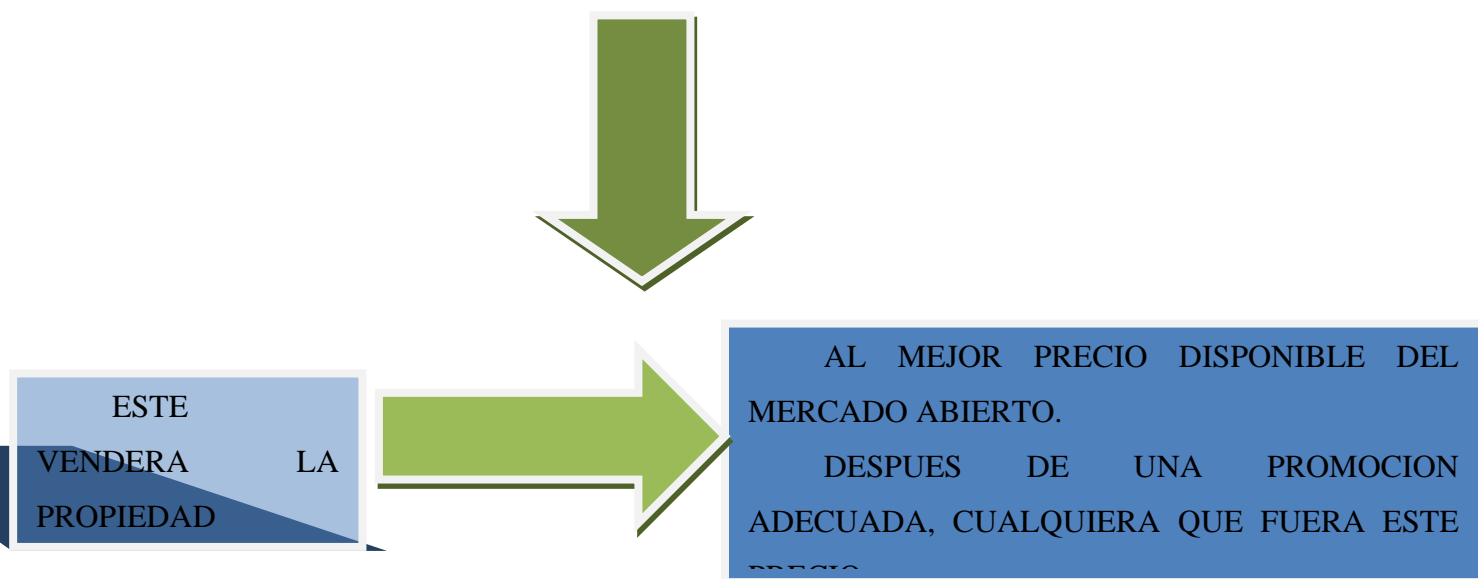 ESTE
VENDERA LA
PROPIEDAD
AL MEJOR PRECIO DISPONIBLE DEL
MERCADO ABIERTO.
DESPUES DE UNA PROMOCION
ADECUADA, CUALQUIERA QUE FUERA ESTE